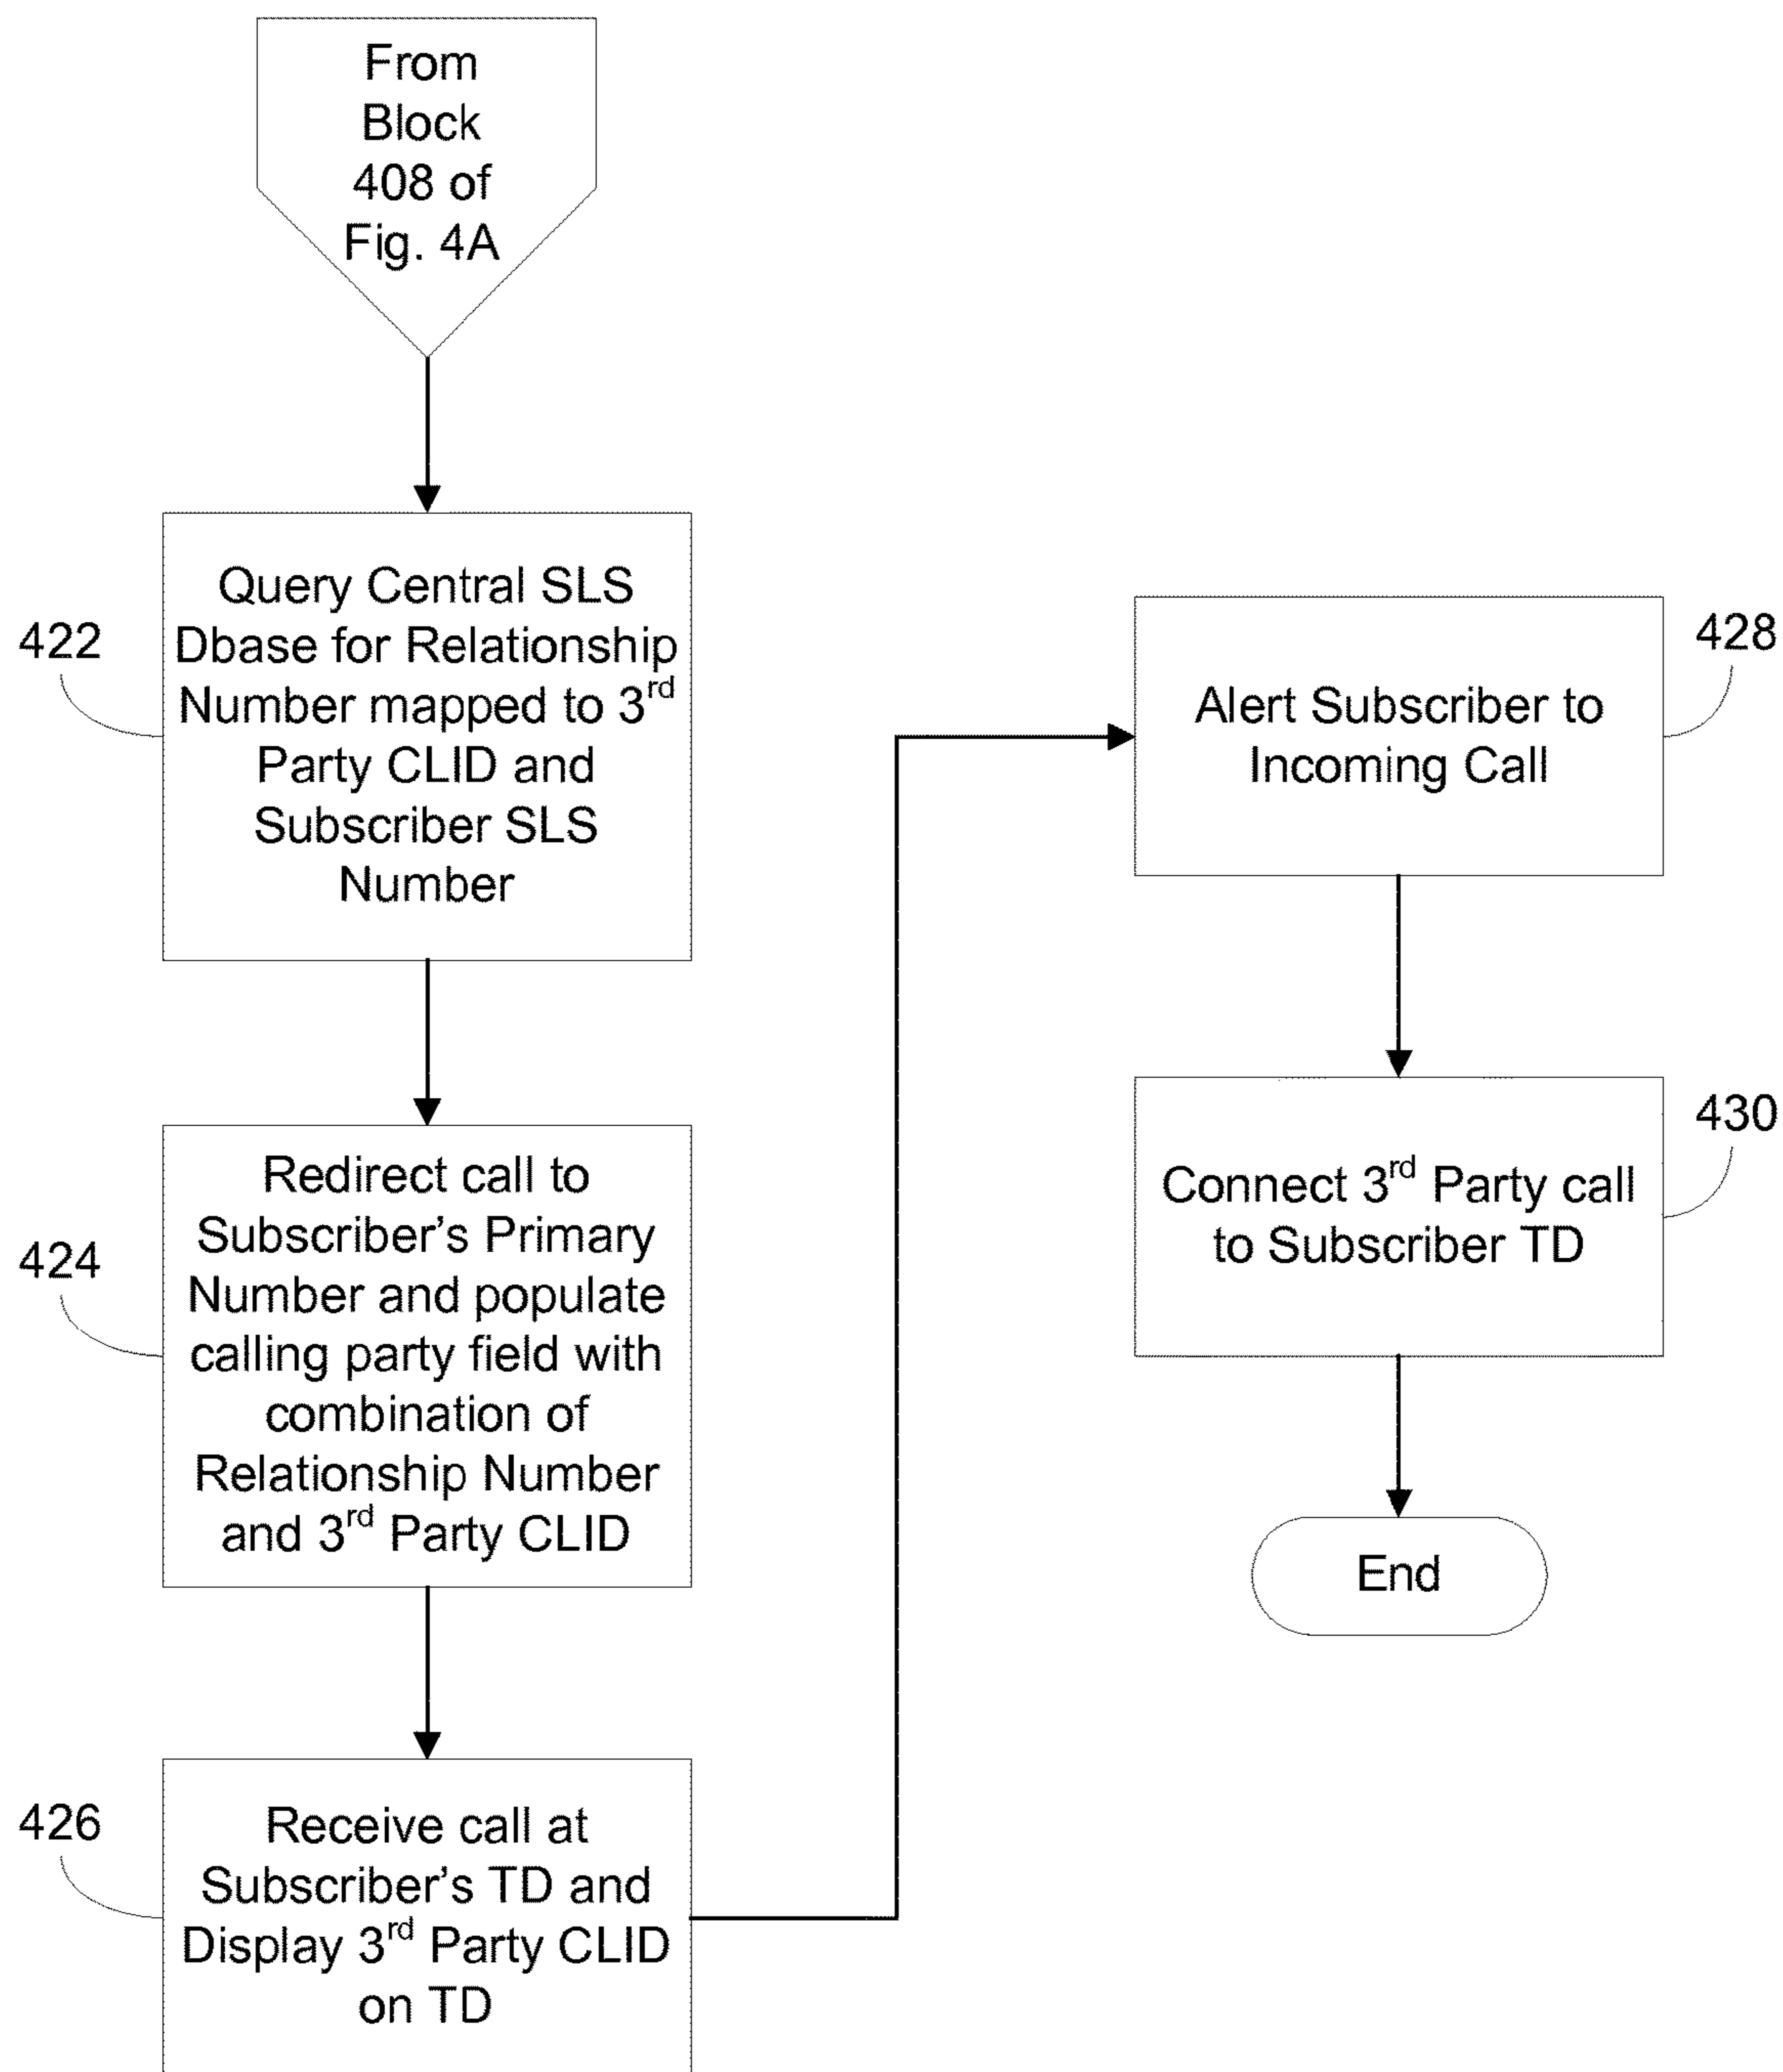 From
Block
408 of
Fig. 4A
422
Query Central SLS
Dbase for Relationship
Number mapped to 3rd
Party CLID and
Subscriber SLS
Number
424
Redirect call to
Subscriber's Primary
Number and populate
calling party field with
combination of
Relationship Number
and 3rd Party CLID
426
Receive call at
Subscriber's TD and
Display 3rd Party CLID
on TD
428
Alert Subscriber to
Incoming Call
430
Connect 3rd Party call
to Subscriber TD
End